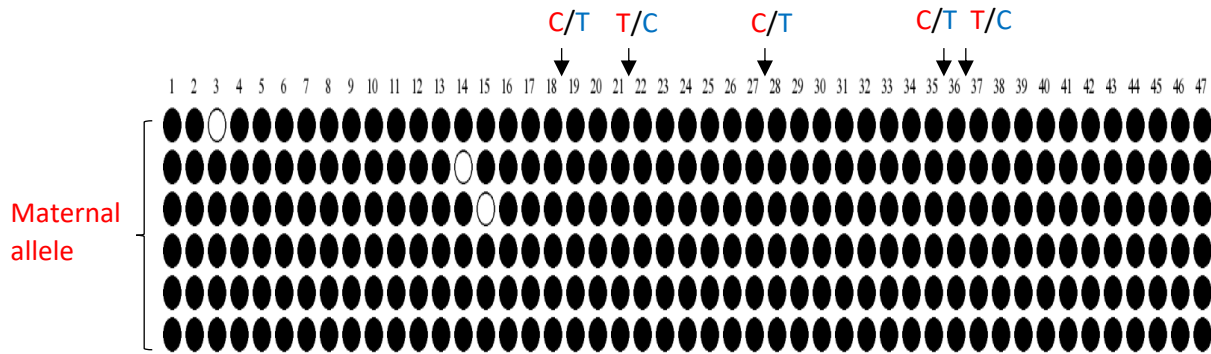 C/T T/C C/T C/T T/C
1 2 3 4 5 6 7 8 9 10 11 12 13 14 15 16 17 18 19 20 21 22 23 24 25 26 27 28 29 30 31 32 33 34 35 36 37 38 39 40 41 42 43 44 45 46 47
Maternal
allele